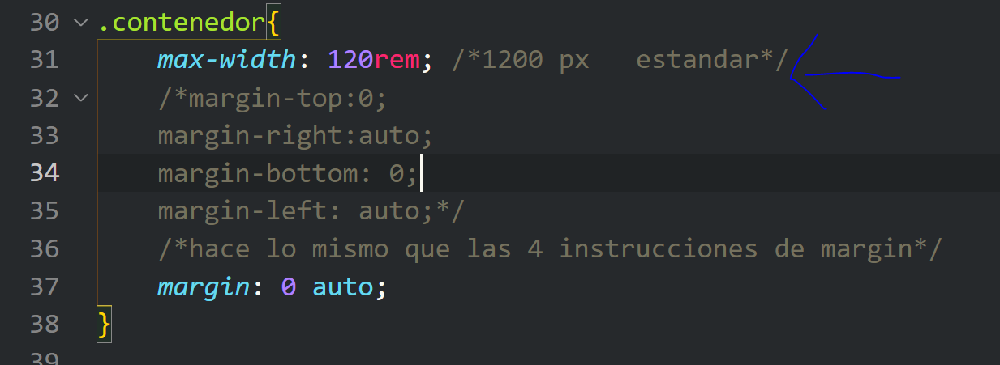 30 .contenedor{
31 max-width: 120rem; /*1200 px   estandar*/
32 /*margin-top:0;
33 margin-right:auto;
34 margin-bottom: 0;
35 margin-left: auto;*/
36 /*hace lo mismo que las 4 instrucciones de margin*/
37 margin: 0 auto;
38 }
39